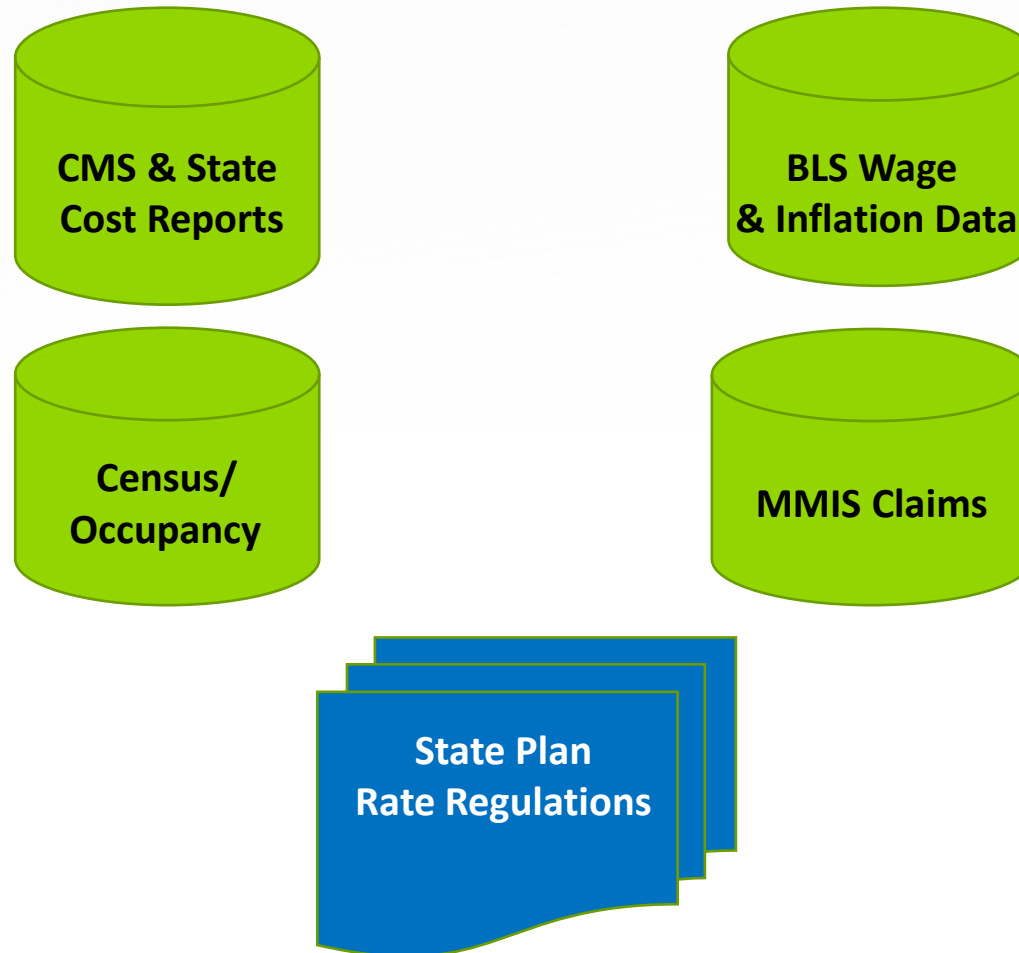 CMS & State
Cost Reports
BLS Wage
& Inflation Data
Census/
Occupancy
MMIS Claims
State Plan
Rate Regulations